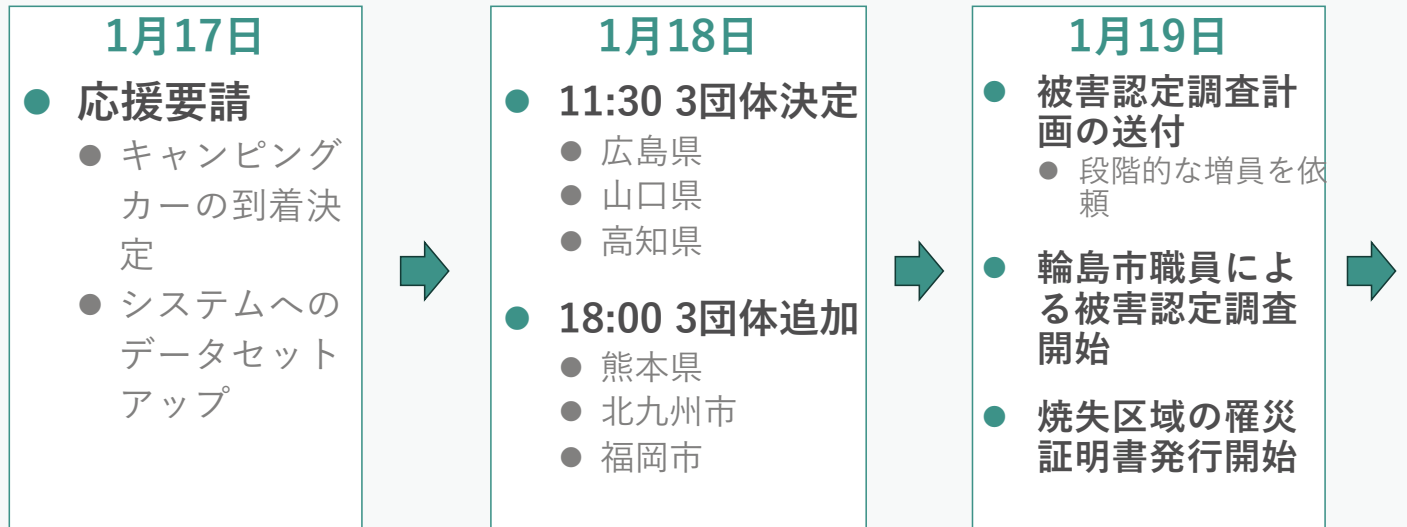 1月17日
● 応援要請
● キャンピング
カーの到着決
定
● システムへの
データセット
アップ
1月18日
● 11:30 3団体決定
● 広島県
● 山口県
● 高知県
● 18:00 3団体追加
● 熊本県
● 北九州市
● 福岡市
1月19日
● 被害認定調査計
画の送付
● 段階的な増員を依
頼
● 輪島市職員によ
る被害認定調査
開始
● 焼失区域の罹災
証明書発行開始